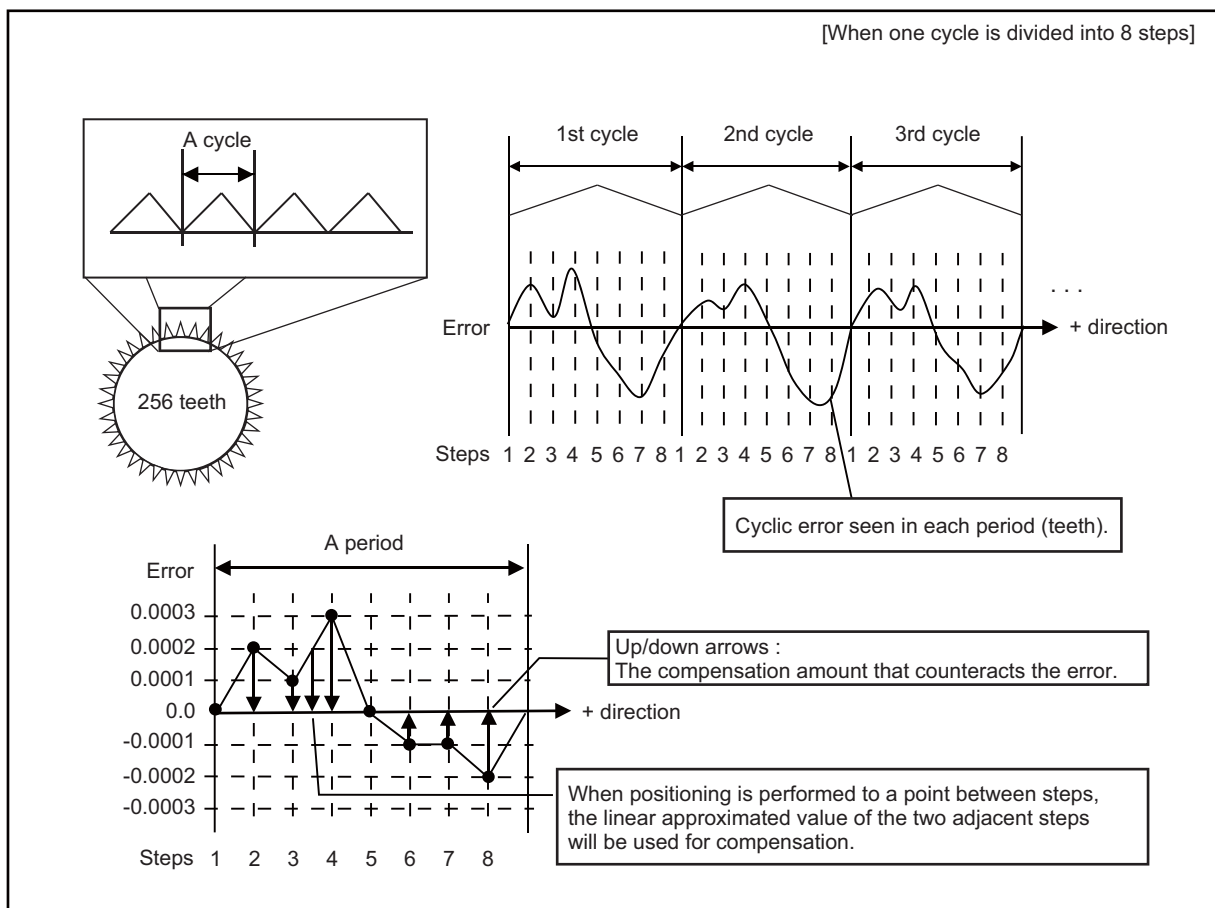 [When one cycle is divided into 8 steps]
A cycle
256 teeth
1st cycle 2nd cycle 3rd cycle
. . .
Error
+ direction
Steps 1 2 3 4 5 6 7 8 1 2 3 4 5 6 7 8 1 2 3 4 5 6 7 8
Cyclic error seen in each period (teeth).
A period
Error
0.0003
0.0002
0.0001
0.0
-0.0001
-0.0002
-0.0003
+ direction
Steps 1 2 3 4 5 6 7 8
Up/down arrows :
The compensation amount that counteracts the error.
When positioning is performed to a point between steps,
the linear approximated value of the two adjacent steps
will be used for compensation.